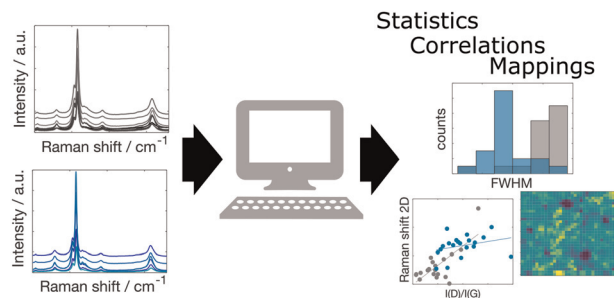 Statistics
Correlations
Mappings
Intensity / a.u.
Raman shift / cm⁻¹
Intensity / a.u.
Raman shift / cm⁻¹
counts
FWHM
Raman shift 2D
I(D)/I(G)